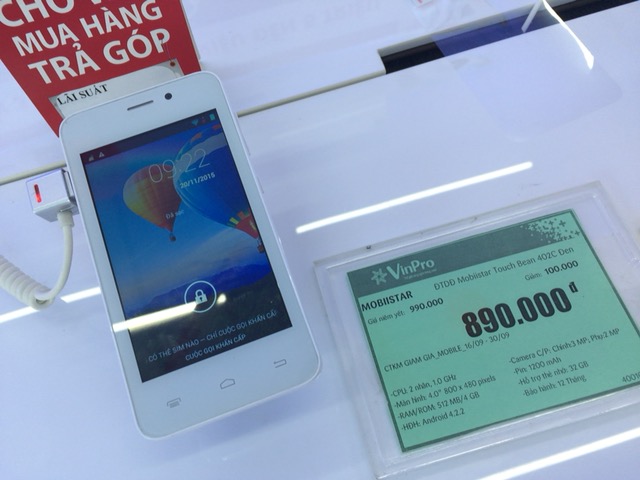 CHO
MUA HÀNG
TRẢ GÓP
LÃI SUẤT
09:22
20/11/2015
CÓ THẺ SIM NÀO — CHỈ CUỘC GỌI KHẨN CẤP
CUỘC GỌI KHẨN CẤP
VinPro
MOBIISTAR
ĐTDD Mobiistar Touch Bean 402C Đen
Giá niêm yết: 990.000
Giảm: 100.000
890.000đ
CTKM GIAM GIA_MOBILE_16/09 - 30/09
-CPU: 2 nhân, 1.0 GHz
- Màn hình: 4.0" 800 x 480 pixels
- RAM/ROM: 512 MB/4 GB
- HDH: Android 4.2.2
- Camera C/P: Chính:3 MP; Phụ:2 MP
- Pin: 1200 mAh
- Hỗ trợ thẻ nhớ: 32 GB
- Bảo hành: 12 Tháng